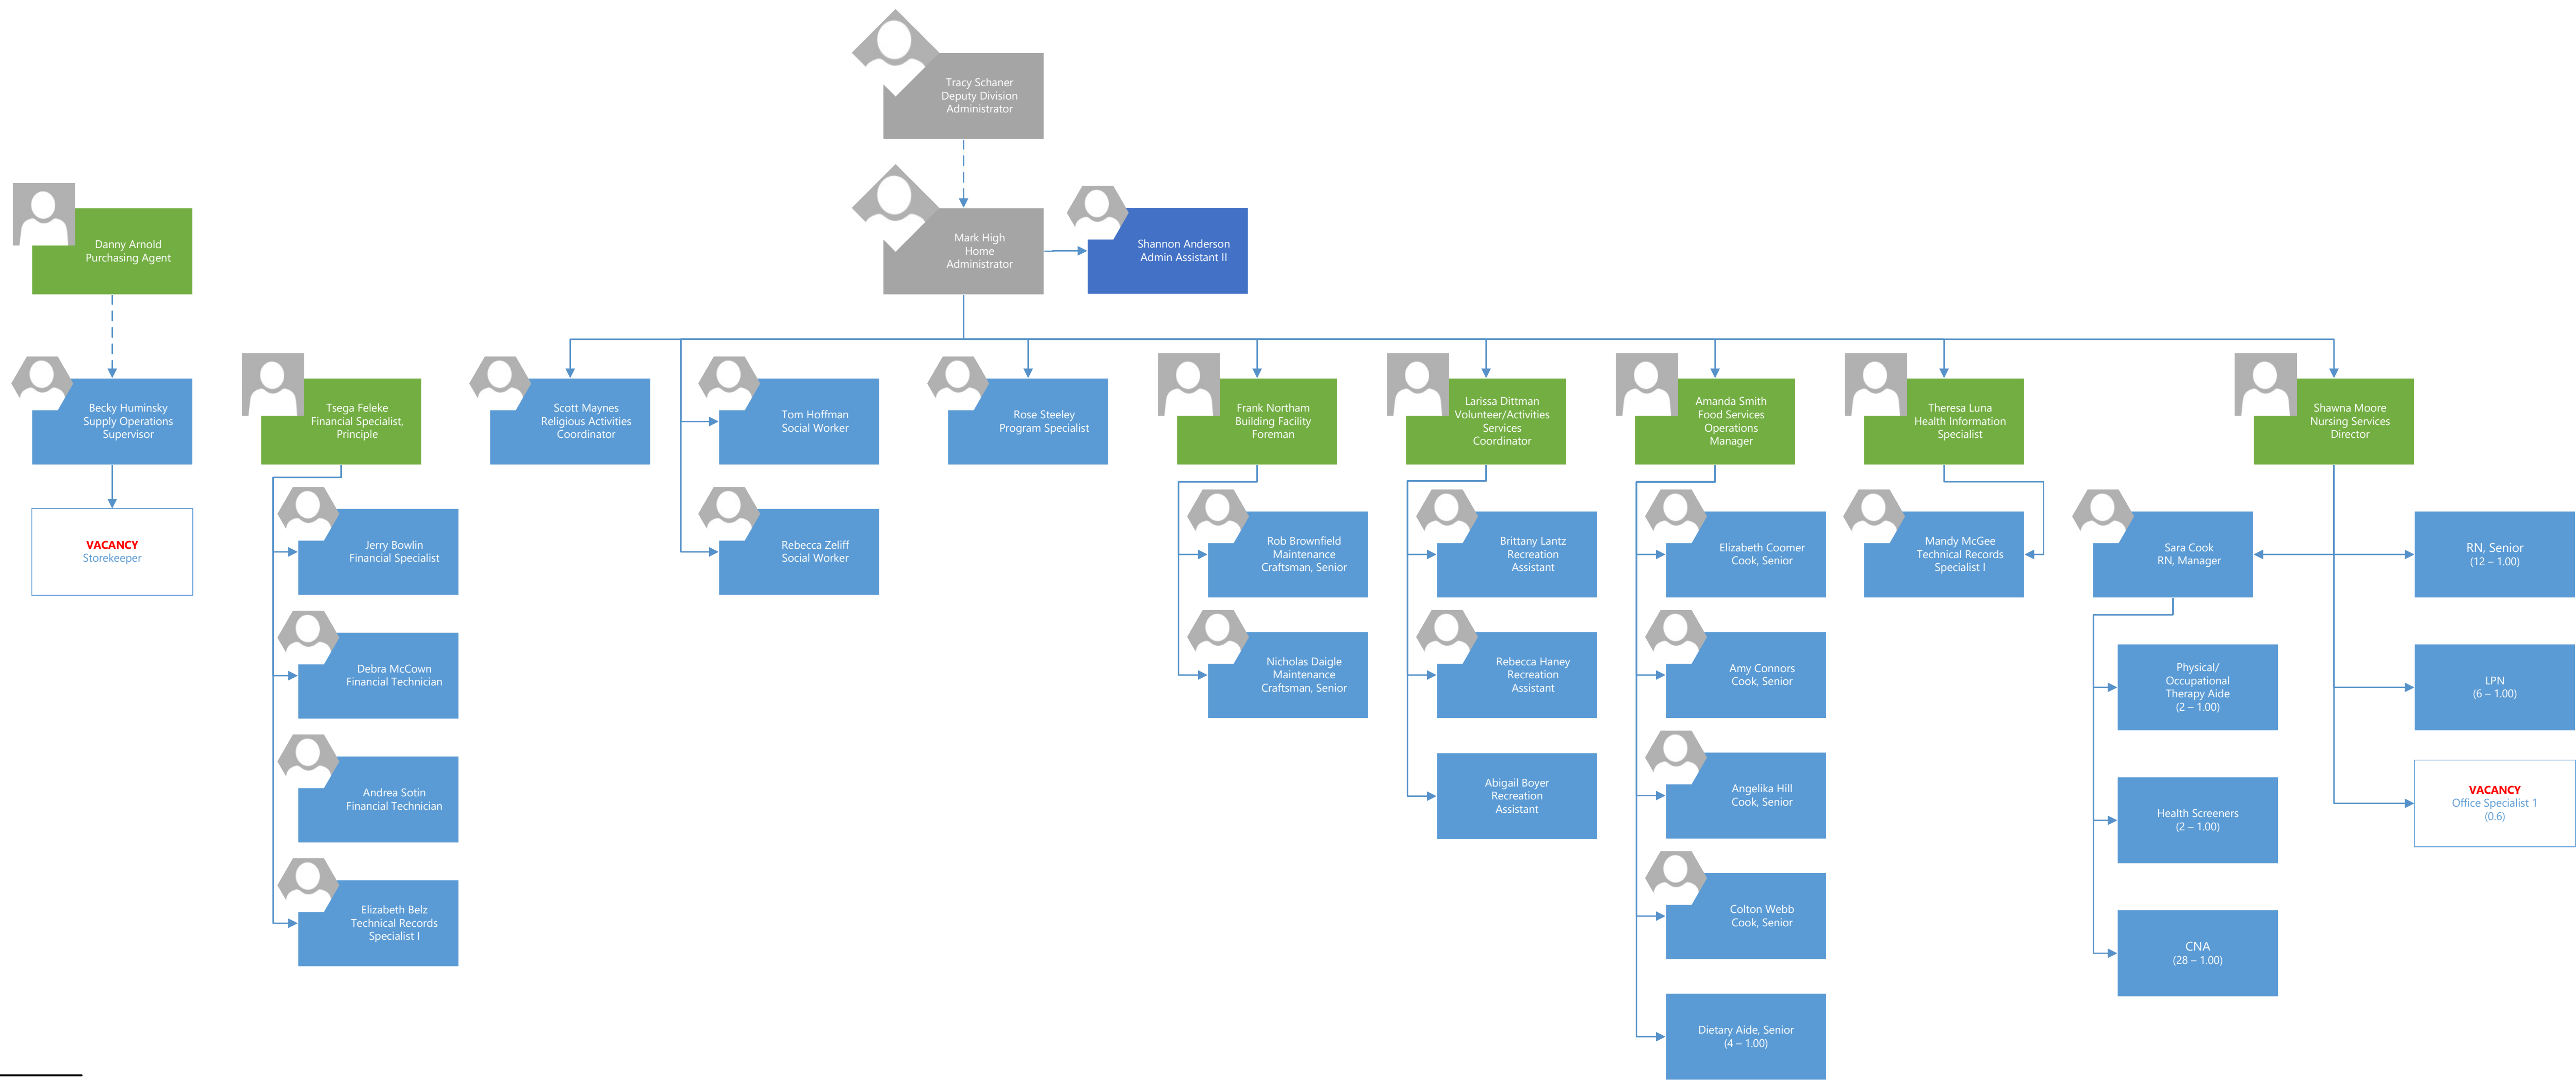 Tracy Schaner
Deputy Division
Administrator
Danny Arnold
Purchasing Agent
Mark High
Home
Administrator
Shannon Anderson
Admin Assistant II
Becky Huminsky
Supply Operations
Supervisor
Tsega Feleke
Financial Specialist,
Principle
Scott Maynes
Religious Activities
Coordinator
Tom Hoffman
Social Worker
Rose Steeley
Program Specialist
Frank Northam
Building Facility
Foreman
Larissa Dittman
Volunteer/Activities
Services
Coordinator
Amanda Smith
Food Services
Operations
Manager
Theresa Luna
Health Information
Specialist
Shawna Moore
Nursing Services
Director
VACANCY
Storekeeper
Jerry Bowlin
Financial Specialist
Rebecca Zeliff
Social Worker
Rob Brownfield
Maintenance
Craftsman, Senior
Brittany Lantz
Recreation
Assistant
Elizabeth Coomer
Cook, Senior
Mandy McGee
Technical Records
Specialist I
Sara Cook
RN, Manager
RN, Senior
(12 – 1.00)
Debra McCown
Financial Technician
Nicholas Daigle
Maintenance
Craftsman, Senior
Rebecca Haney
Recreation
Assistant
Amy Connors
Cook, Senior
Physical/
Occupational
Therapy Aide
(2 – 1.00)
LPN
(6 – 1.00)
Andrea Sotin
Financial Technician
Abigail Boyer
Recreation
Assistant
Angelika Hill
Cook, Senior
Health Screeners
(2 – 1.00)
VACANCY
Office Specialist 1
(0.6)
Elizabeth Belz
Technical Records
Specialist I
Colton Webb
Cook, Senior
CNA
(28 – 1.00)
Dietary Aide, Senior
(4 – 1.00)